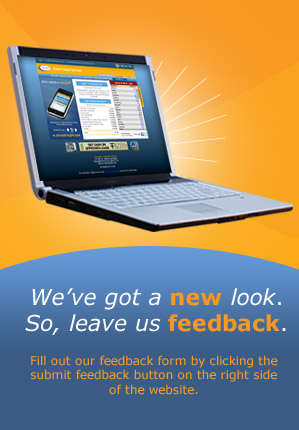 We've got a new look.
So, leave us feedback.
Fill out our feedback form by clicking the
submit feedback button on the right side
of the website.